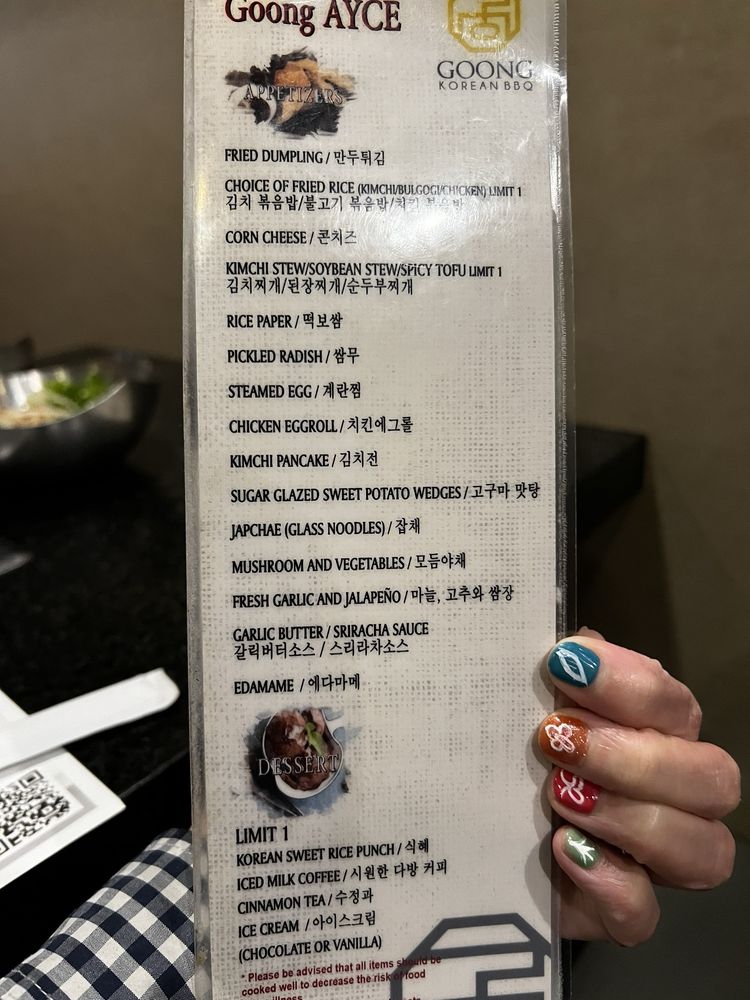 Goong AYCE
GOONG
KOREAN BBQ
APPETIZERS
FRIED DUMPLING / 만두튀김
CHOICE OF FRIED RICE (KIMCHI/BULGOGI/CHICKEN) LIMIT 1
김치 볶음밥/불고기 볶음밥/치킨 볶음밥
CORN CHEESE / 콘치즈
KIMCHI STEW/SOYBEAN STEW/SPICY TOFU LIMIT 1
김치찌개/된장찌개/순두부찌개
RICE PAPER / 떡보쌈
PICKLED RADISH / 쌈무
STEAMED EGG / 계란찜
CHICKEN EGGROLL / 치킨에그롤
KIMCHI PANCAKE / 김치전
SUGAR GLAZED SWEET POTATO WEDGES / 고구마 맛탕
JAPCHAE (GLASS NOODLES) / 잡채
MUSHROOM AND VEGETABLES / 모듬야채
FRESH GARLIC AND JALAPEÑO / 마늘, 고추와 쌈장
GARLIC BUTTER / SRIRACHA SAUCE
갈릭버터소스 / 스리라차소스
EDAMAME / 에다마메
DESSERT
LIMIT 1
KOREAN SWEET RICE PUNCH / 식혜
ICED MILK COFFEE / 시원한 다방 커피
CINNAMON TEA / 수정과
ICE CREAM / 아이스크림
(CHOCOLATE OR VANILLA)
* Please be advised that all items should be
cooked well to decrease the risk of food